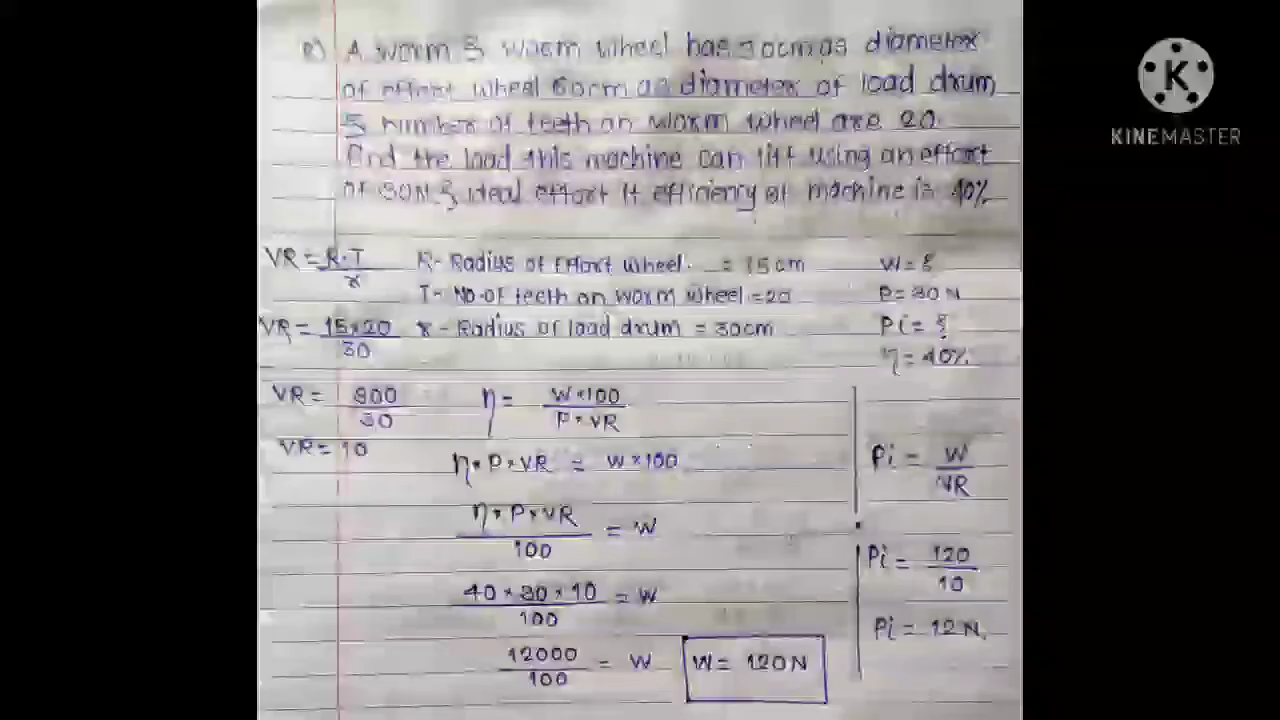 A worm & worm wheel has 30cm as diameter
of effort wheel 60cm as diameter of load drum
& number of teeth on worm wheel are 20.
Find the load this machine can lift using an effort
of 30N & ideal effort if efficiency of machine is 40%
VR = R·T / r
R- Radius of Effort wheel. = 15cm
T- No. of teeth on worm wheel = 20
r - Radius of load drum = 30cm
W = ?
P = 30 N
Pi = ?
η = 40%
VR = 15×20 / 30
VR = 300 / 30
VR = 10
η = W×100 / P×VR
η×P×VR = W×100
η×P×VR / 100 = W
40×30×10 / 100 = W
12000 / 100 = W
W = 120N
Pi = W / VR
Pi = 120 / 10
Pi = 12N.
K
KINEMASTER